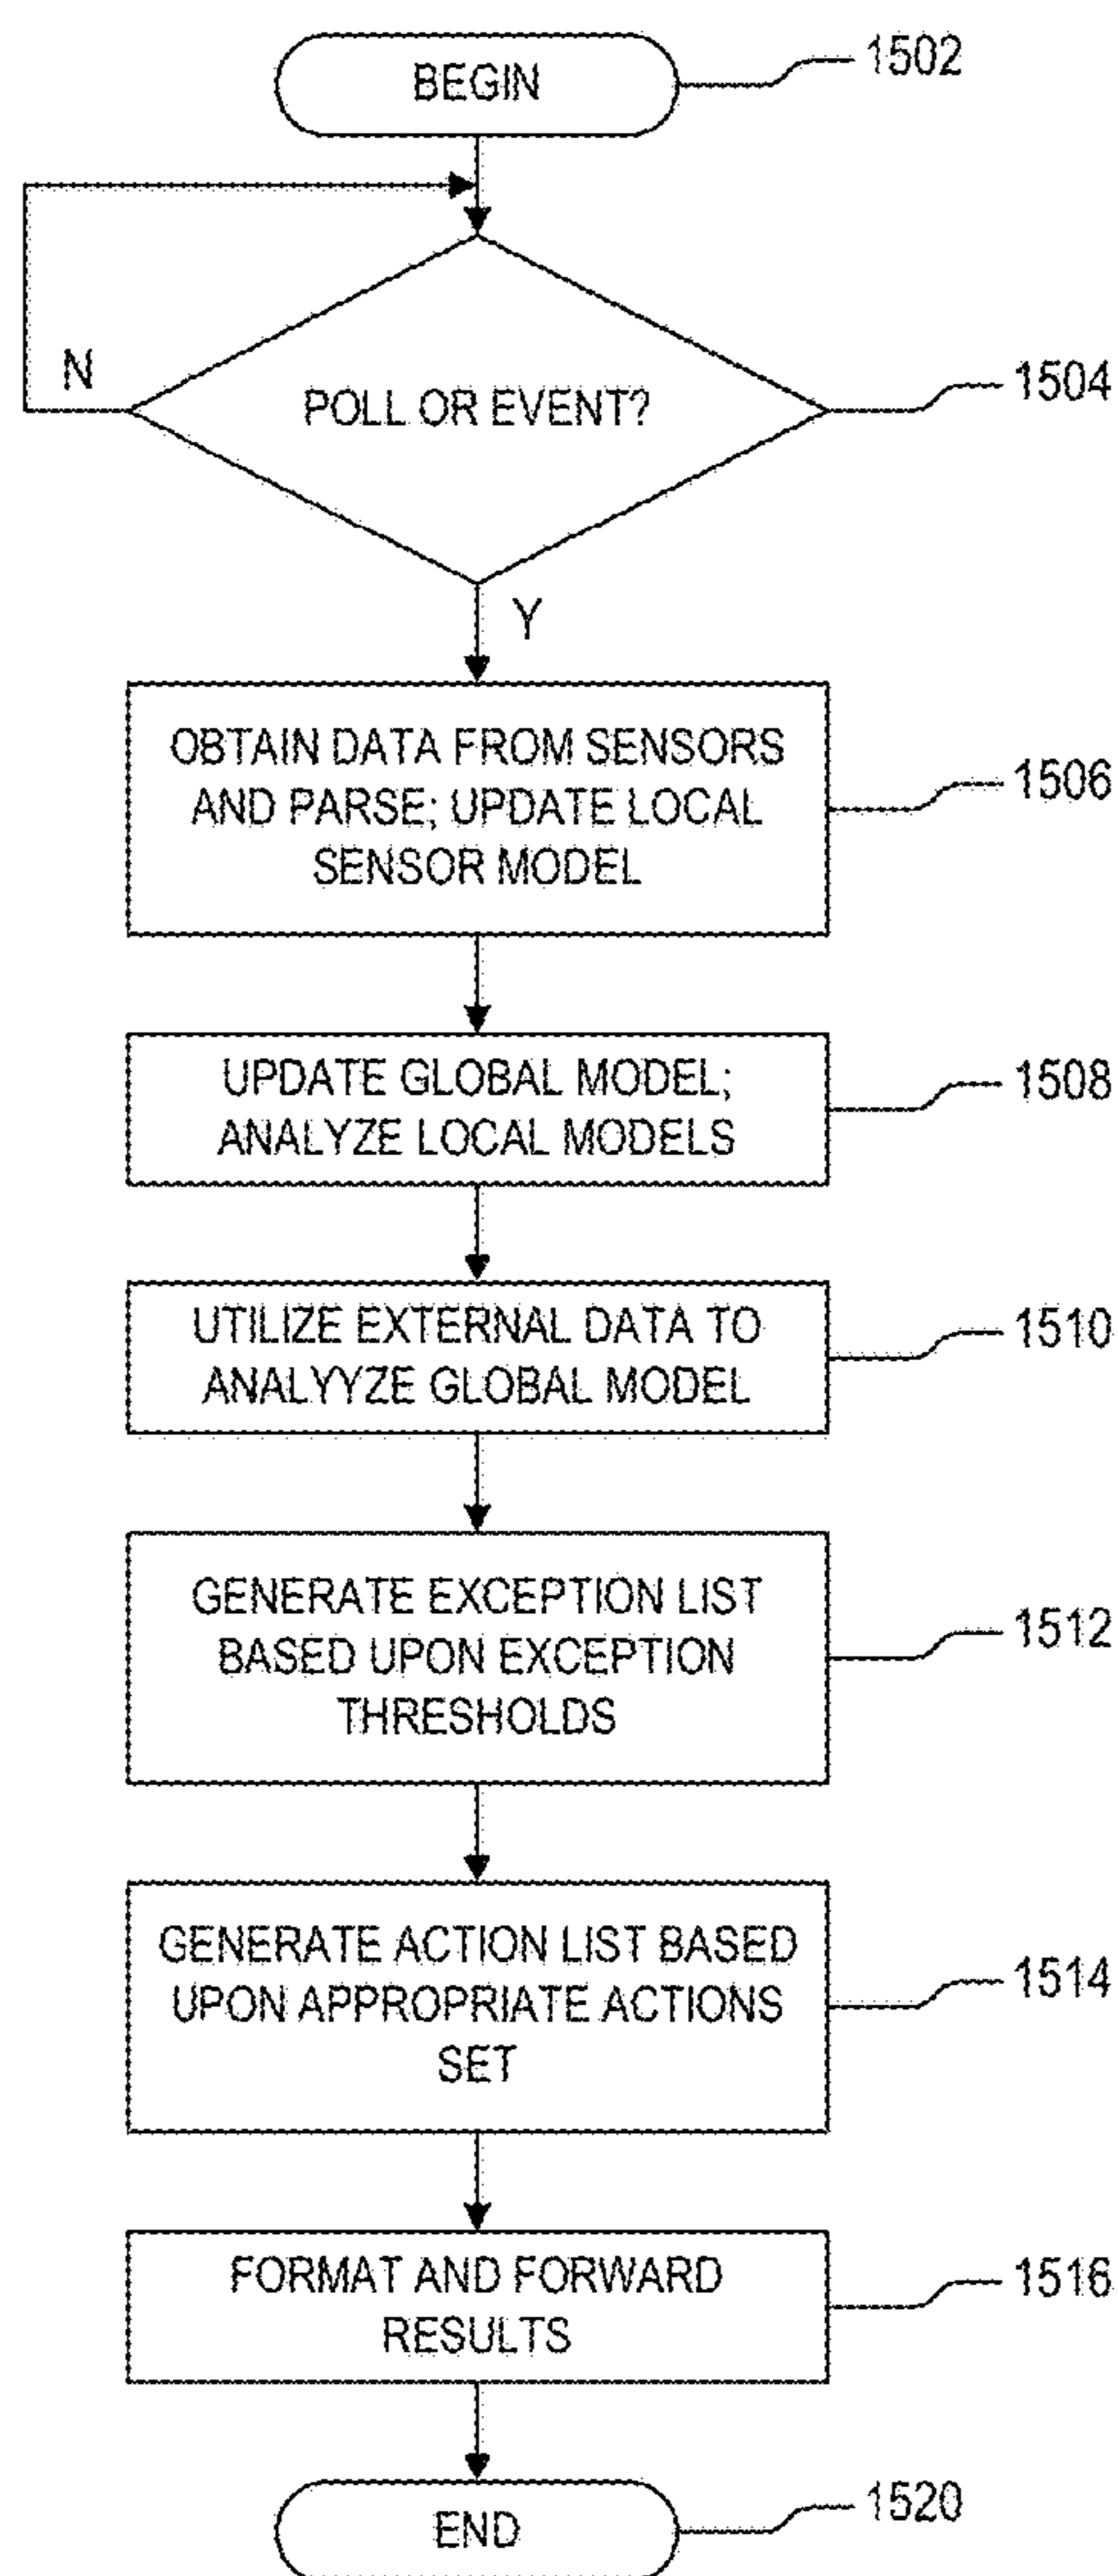 BEGIN
1502
N
POLL OR EVENT?
1504
Y
OBTAIN DATA FROM SENSORS
AND PARSE; UPDATE LOCAL
SENSOR MODEL
1506
UPDATE GLOBAL MODEL;
ANALYZE LOCAL MODELS
1508
UTILIZE EXTERNAL DATA TO
ANALYYZE GLOBAL MODEL
1510
GENERATE EXCEPTION LIST
BASED UPON EXCEPTION
THRESHOLDS
1512
GENERATE ACTION LIST BASED
UPON APPROPRIATE ACTIONS
SET
1514
FORMAT AND FORWARD
RESULTS
1516
END
1520